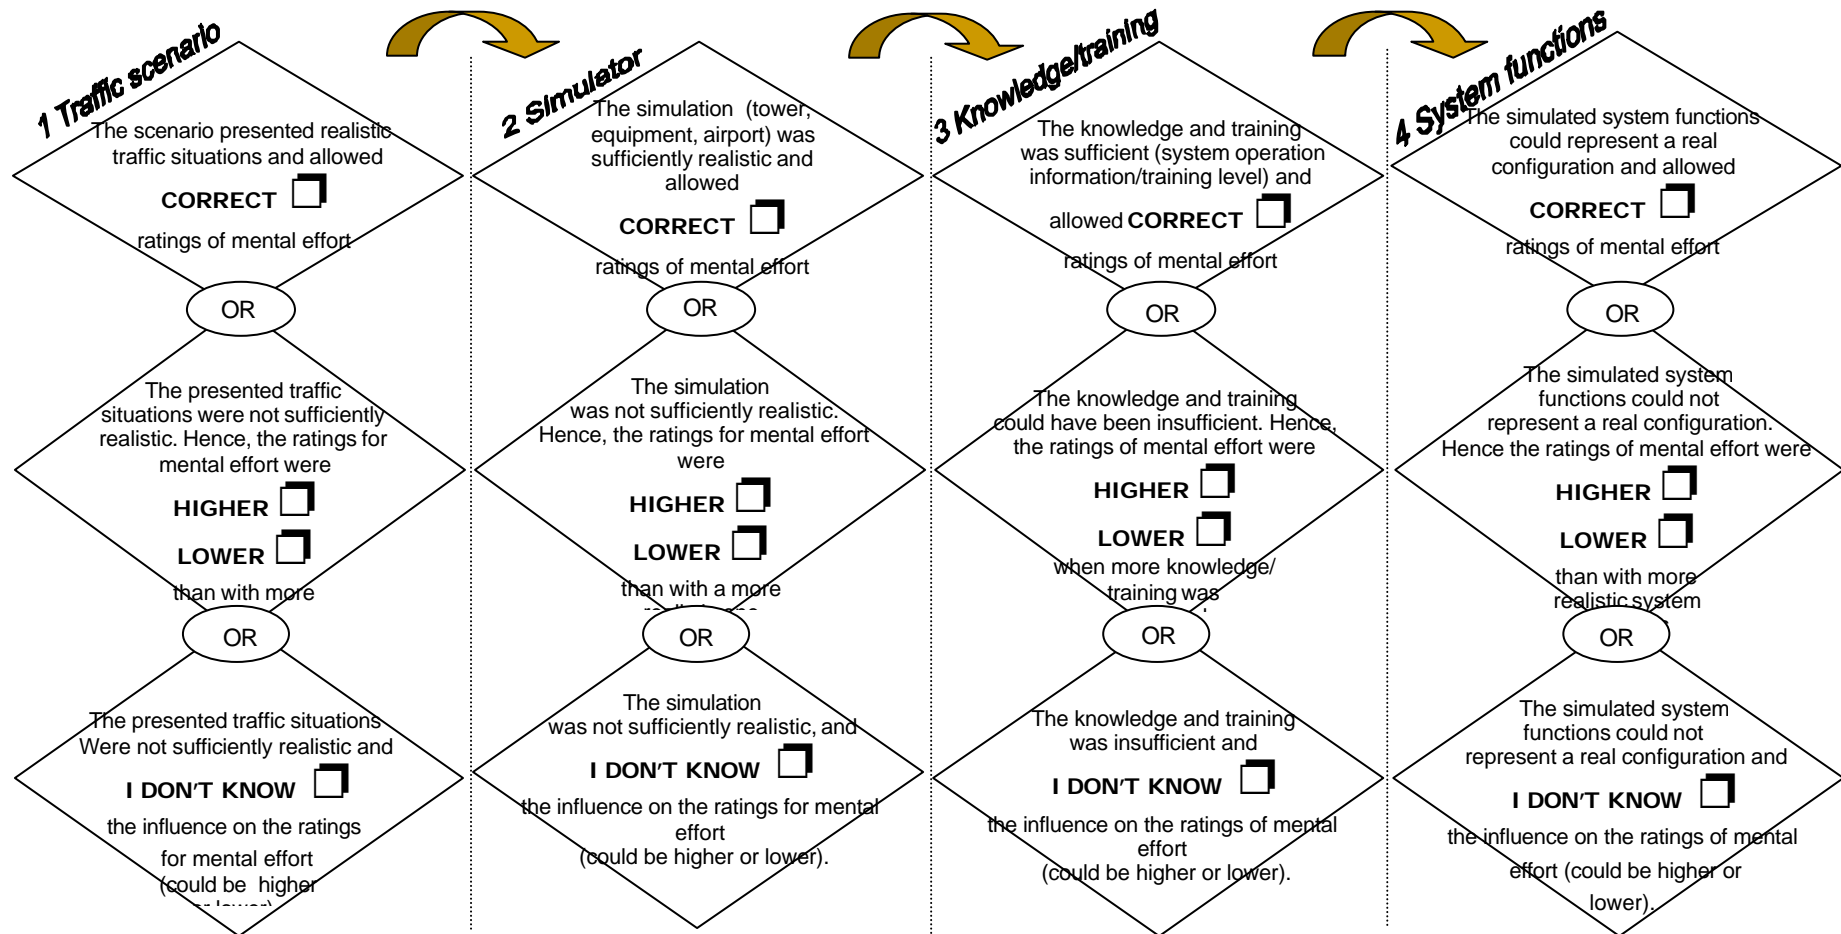 1 Traffic scenario
The scenario presented realistic
traffic situations and allowed
CORRECT
ratings of mental effort
OR
The presented traffic
situations were not sufficiently
realistic. Hence, the ratings for
mental effort were
HIGHER
LOWER
than with more
OR
The presented traffic situations
Were not sufficiently realistic and
I DON'T KNOW
the influence on the ratings
for mental effort
(could be higher
or lower)
2 Simulator
The simulation (tower,
equipment, airport) was
sufficiently realistic and
allowed
CORRECT
ratings of mental effort
OR
The simulation
was not sufficiently realistic.
Hence, the ratings for mental effort
were
HIGHER
LOWER
than with a more
OR
The simulation
was not sufficiently realistic, and
I DON'T KNOW
the influence on the ratings for mental
effort
(could be higher or lower).
3 Knowledge/training
The knowledge and training
was sufficient (system operation
information/training level) and
allowed CORRECT
ratings of mental effort
OR
The knowledge and training
could have been insufficient. Hence,
the ratings of mental effort were
HIGHER
LOWER
when more knowledge/
training was
OR
The knowledge and training
was insufficient and
I DON'T KNOW
the influence on the ratings of mental
effort
(could be higher or lower).
4 System functions
The simulated system functions
could represent a real
configuration and allowed
CORRECT
ratings of mental effort
OR
The simulated system
functions could not
represent a real configuration.
Hence the ratings of mental effort were
HIGHER
LOWER
than with more
realistic system
OR
The simulated system
functions could not
represent a real configuration and
I DON'T KNOW
the influence on the ratings of mental
effort (could be higher or
lower).